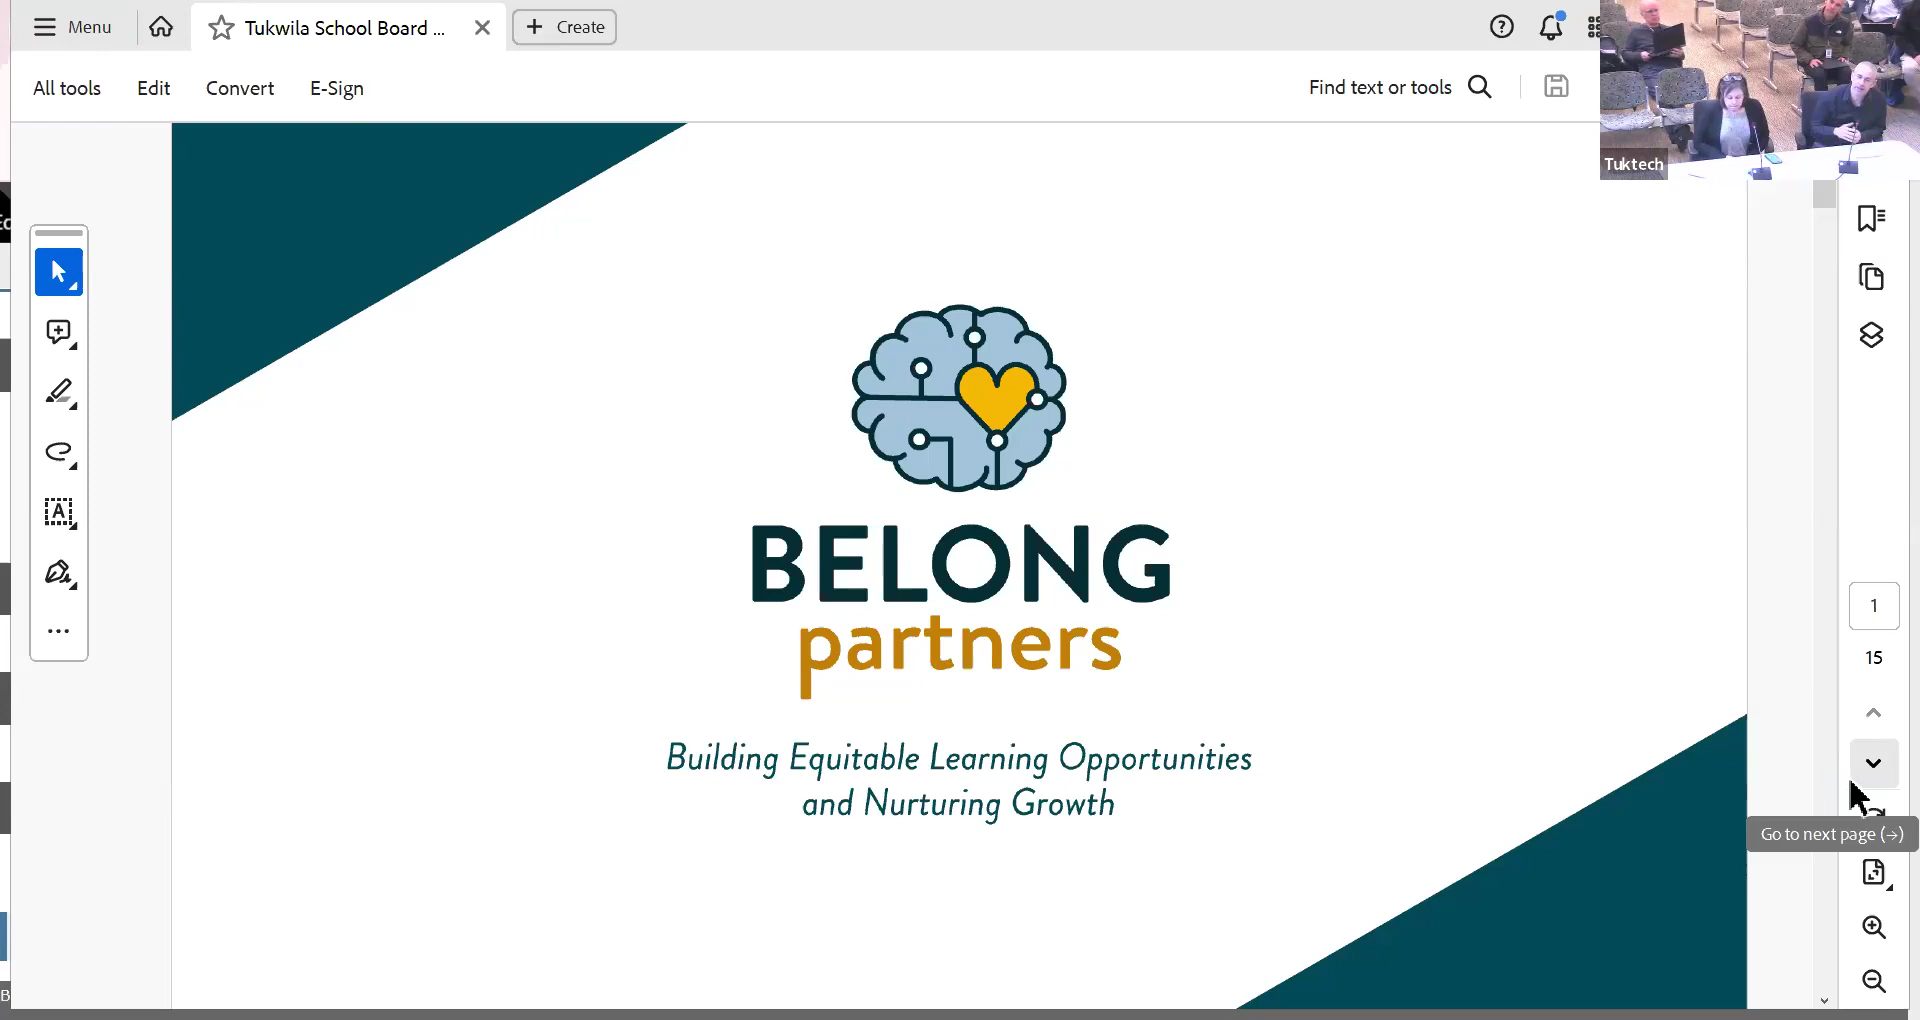 Menu
Tukwila School Board ...
Create
All tools
Edit
Convert
E-Sign
Find text or tools
Tuktech
A
BELONG
partners
Building Equitable Learning Opportunities
and Nurturing Growth
1
15
Go to next page (→)
B